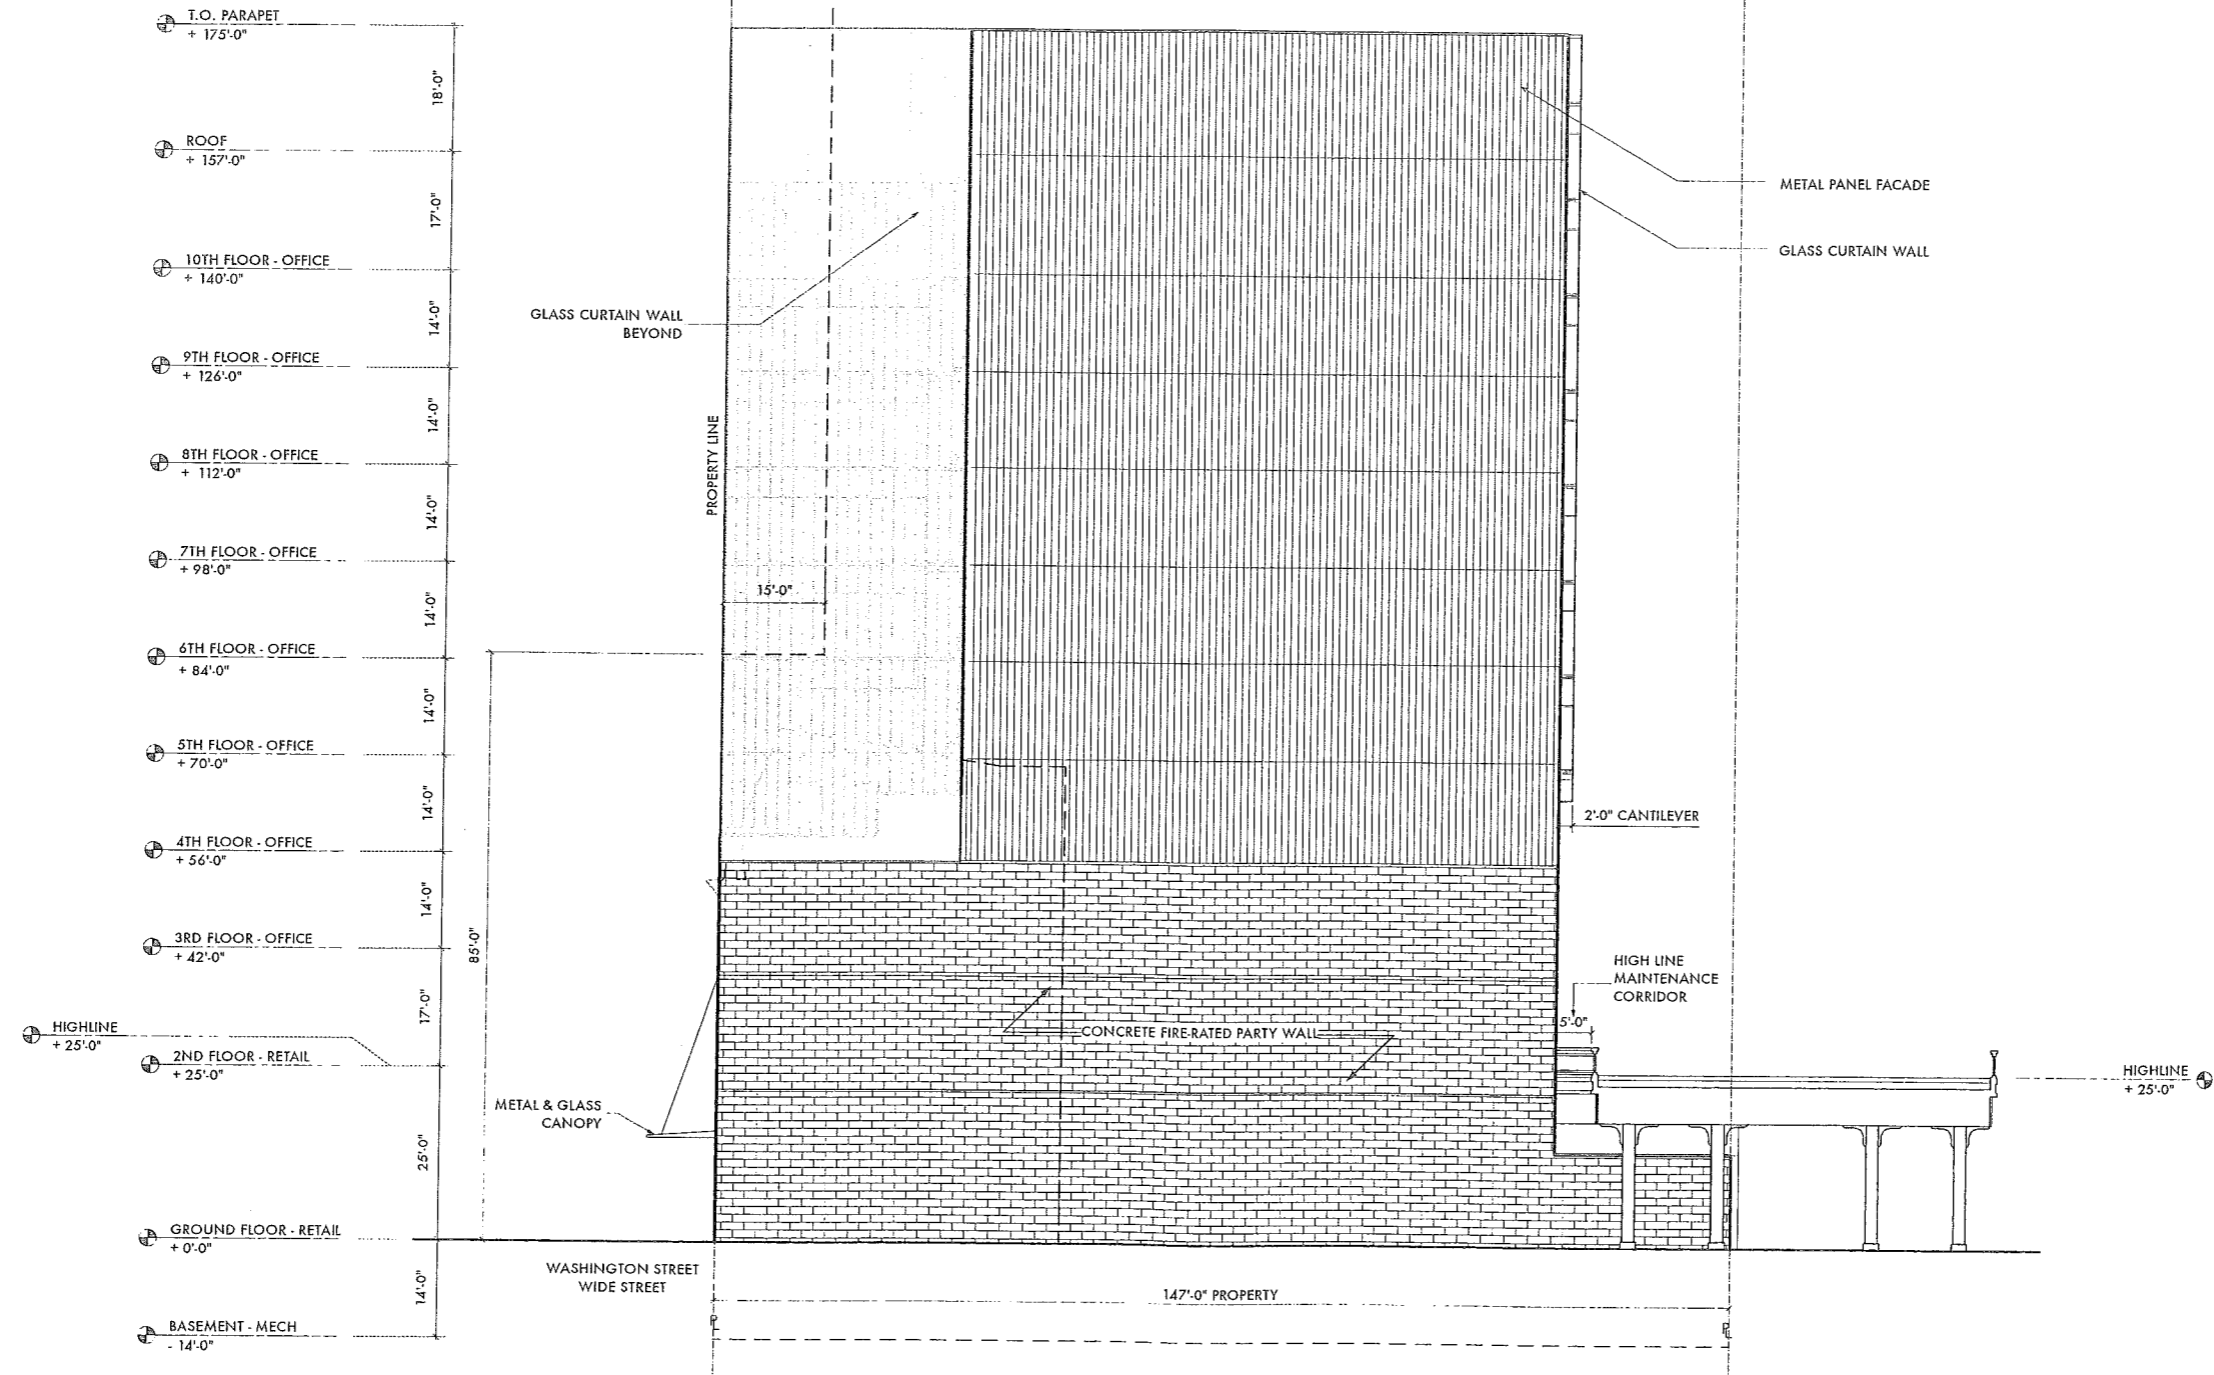 T.O. PARAPET
+ 175'-0"
18'-0"
ROOF
+ 157'-0"
17'-0"
10TH FLOOR - OFFICE
+ 140'-0"
14'-0"
9TH FLOOR - OFFICE
+ 126'-0"
14'-0"
8TH FLOOR - OFFICE
+ 112'-0"
14'-0"
7TH FLOOR - OFFICE
+ 98'-0"
14'-0"
6TH FLOOR - OFFICE
+ 84'-0"
14'-0"
5TH FLOOR - OFFICE
+ 70'-0"
14'-0"
4TH FLOOR - OFFICE
+ 56'-0"
14'-0"
3RD FLOOR - OFFICE
+ 42'-0"
17'-0"
HIGHLINE
+ 25'-0"
2ND FLOOR - RETAIL
+ 25'-0"
25'-0"
GROUND FLOOR - RETAIL
+ 0'-0"
14'-0"
BASEMENT - MECH
- 14'-0"
85'-0"
GLASS CURTAIN WALL
BEYOND
PROPERTY LINE
15'-0"
METAL PANEL FACADE
GLASS CURTAIN WALL
2'-0" CANTILEVER
HIGH LINE
MAINTENANCE
CORRIDOR
5'-0"
CONCRETE FIRE-RATED PARTY WALL
METAL & GLASS
CANOPY
HIGHLINE
+ 25'-0"
WASHINGTON STREET
WIDE STREET
147'-0" PROPERTY
PL
PL